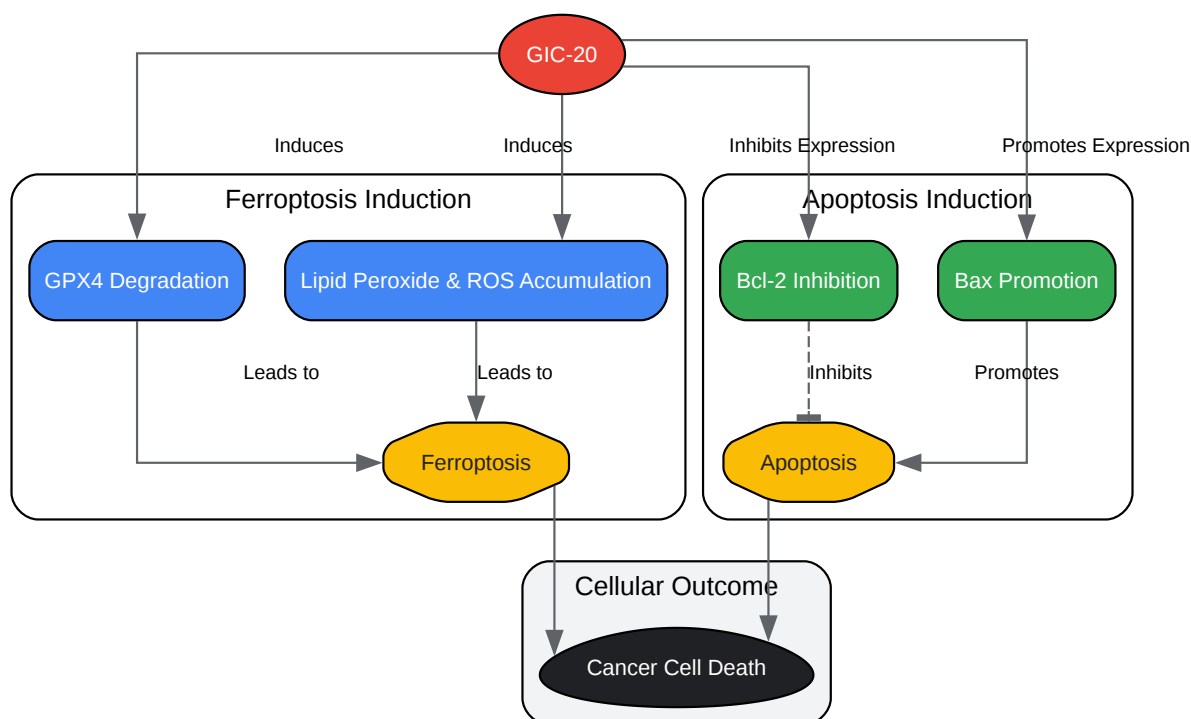 GIC-20
Induces
Induces
Inhibits Expression
Promotes Expression
Ferroptosis Induction
Apoptosis Induction
GPX4 Degradation
Lipid Peroxide & ROS Accumulation
Bcl-2 Inhibition
Bax Promotion
Leads to
Leads to
Inhibits
Promotes
Ferroptosis
Apoptosis
Cellular Outcome
Cancer Cell Death